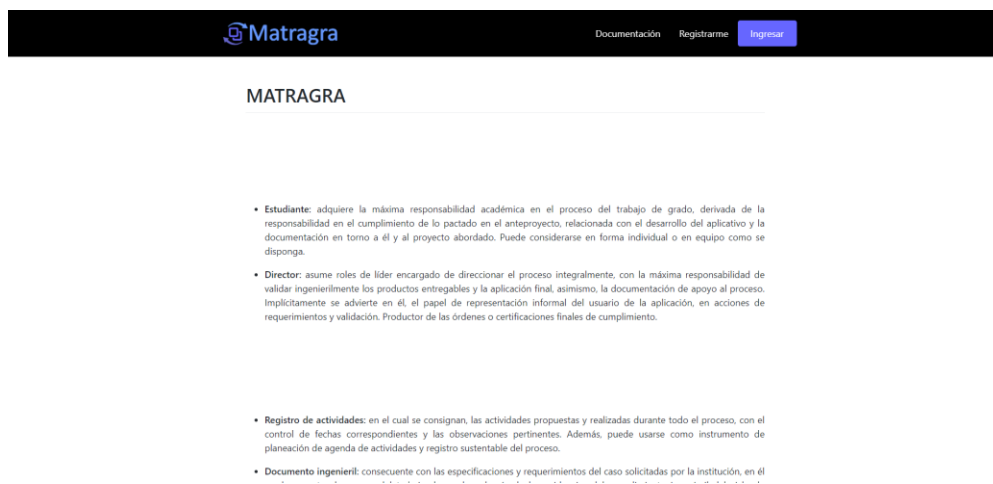 Matragra
Documentación Registrarme Ingresar
MATRAGRA
• Estudiante: adquiere la máxima responsabilidad académica en el proceso del trabajo de grado, derivada de la
responsabilidad en el cumplimiento de lo pactado en el anteproyecto, relacionada con el desarrollo del aplicativo y la
documentación en torno a él y al proyecto abordado. Puede considerarse en forma individual o en equipo como se
disponga.
• Director: asume roles de líder encargado de direccionar el proceso integralmente, con la máxima responsabilidad de
validar ingenierilmente los productos entregables y la aplicación final, asimismo, la documentación de apoyo al proceso.
Implícitamente se advierte en él, el papel de representación informal del usuario de la aplicación, en acciones de
requerimientos y validación. Productor de las órdenes o certificaciones finales de cumplimiento.
• Registro de actividades: en el cual se consignan, las actividades propuestas y realizadas durante todo el proceso, con el
control de fechas correspondientes y las observaciones pertinentes. Además, puede usarse como instrumento de
planeación de agenda de actividades y registro sustentable del proceso.
• Documento ingenieril: consecuente con las especificaciones y requerimientos del caso solicitadas por la institución, en él